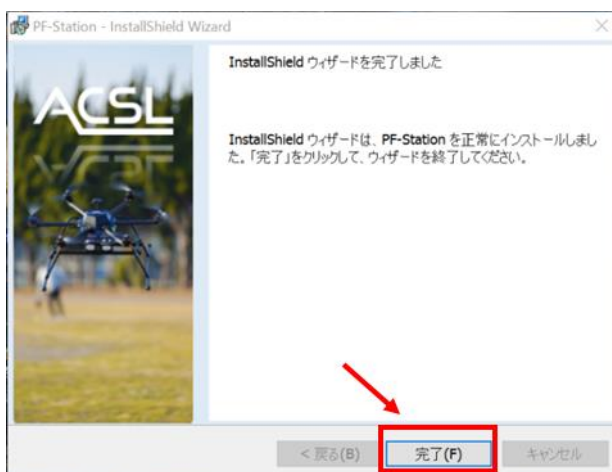 PF-Station - InstallShield Wizard
InstallShield ウィザードを完了しました
ACSL
InstallShield ウィザードは、PF-Station を正常にインストールしまし
た。「完了」をクリックして、ウィザードを終了してください。
< 戻る(B)
完了(F)
キャンセル